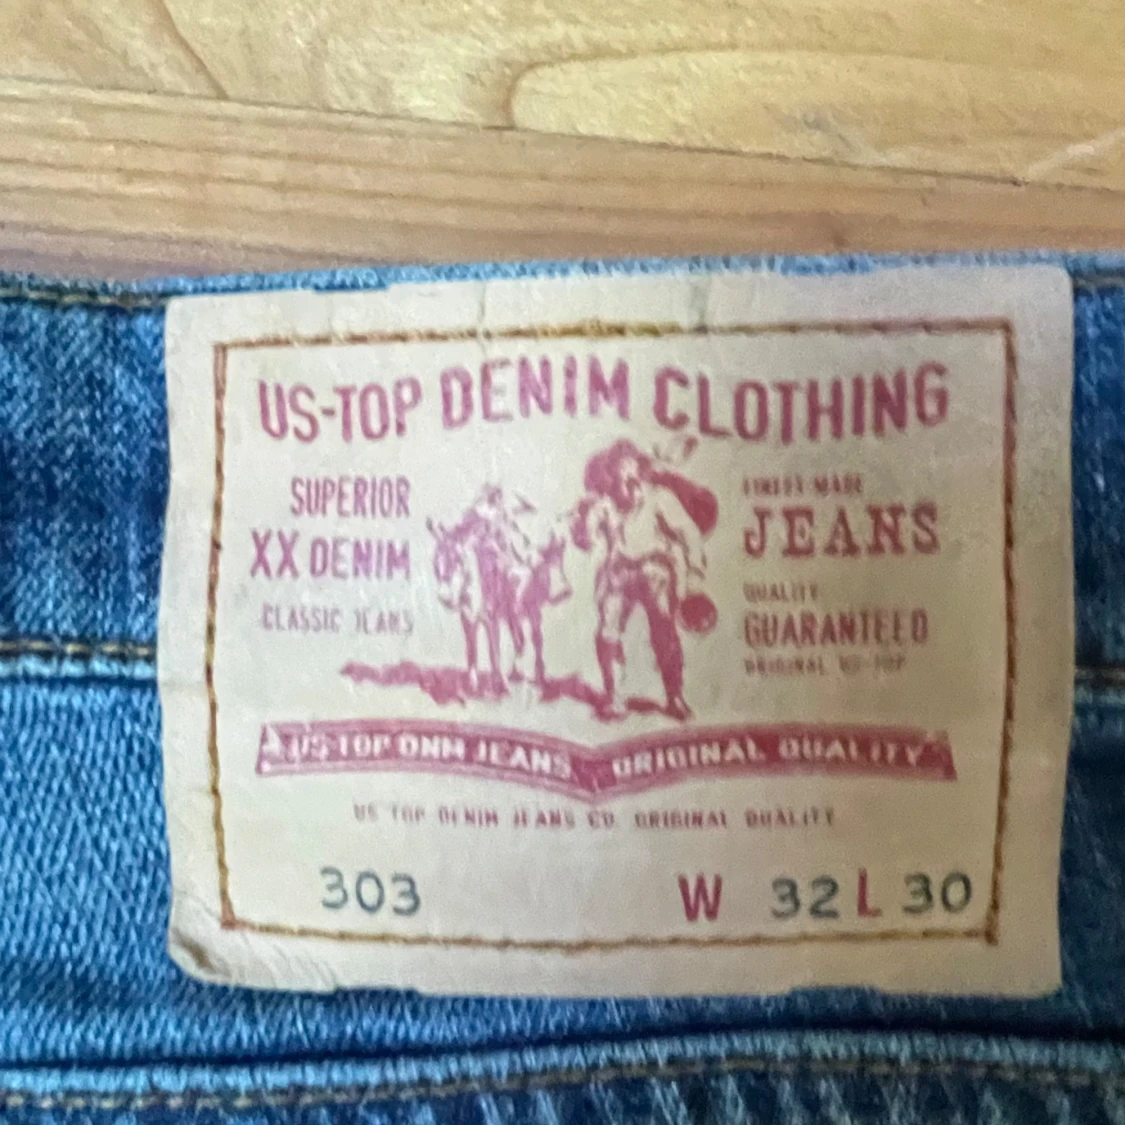 US-TOP DENIM CLOTHING
SUPERIOR
XX DENIM
CLASSIC JEANS
FINEST MADE
JEANS
QUALITY
GUARANTEED
ORIGINAL US-TOP
US-TOP DNM JEANS ORIGINAL QUALITY
US TOP DENIM JEANS CO. ORIGINAL QUALITY
303 W 32 L 30